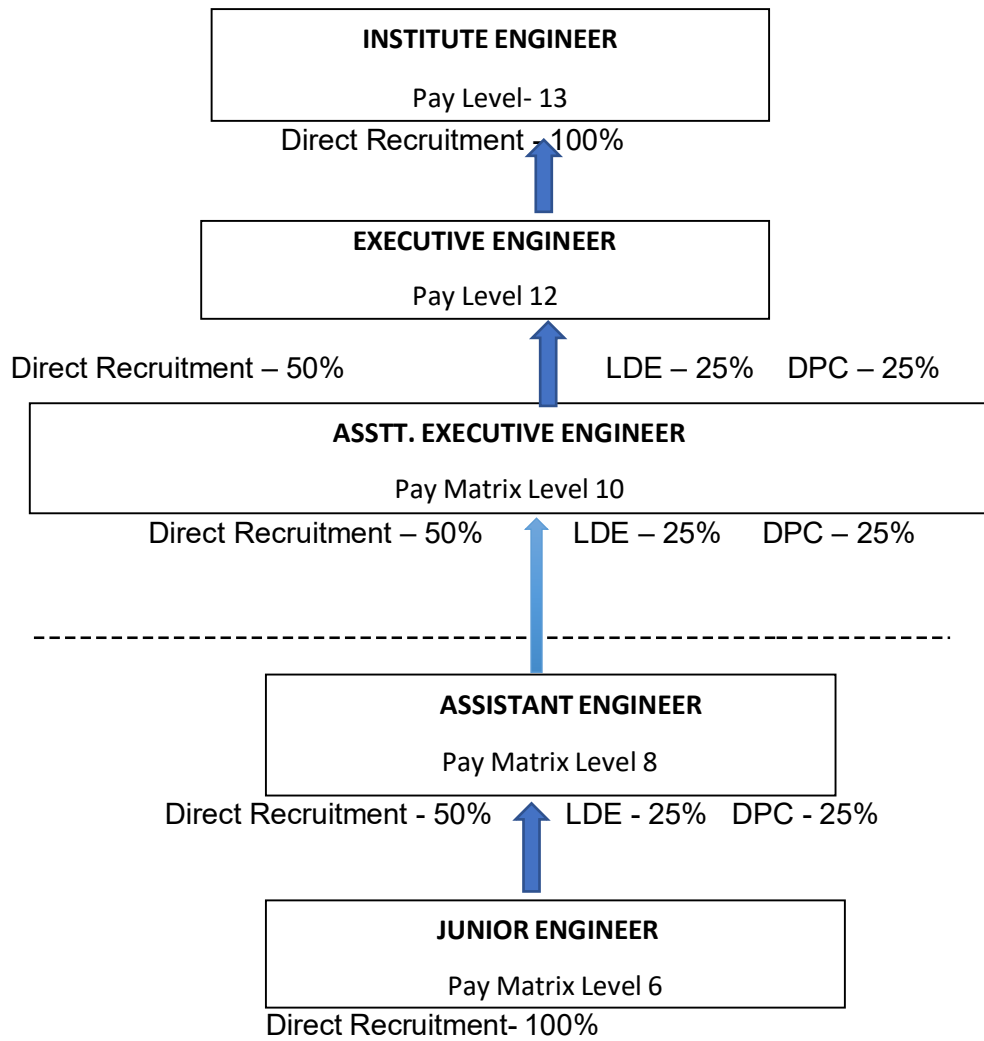 INSTITUTE ENGINEER
Pay Level- 13
Direct Recruitment - 100%
EXECUTIVE ENGINEER
Pay Level 12
Direct Recruitment – 50% LDE – 25% DPC – 25%
ASSTT. EXECUTIVE ENGINEER
Pay Matrix Level 10
Direct Recruitment – 50% LDE – 25% DPC – 25%
ASSISTANT ENGINEER
Pay Matrix Level 8
Direct Recruitment - 50% LDE - 25% DPC - 25%
JUNIOR ENGINEER
Pay Matrix Level 6
Direct Recruitment- 100%